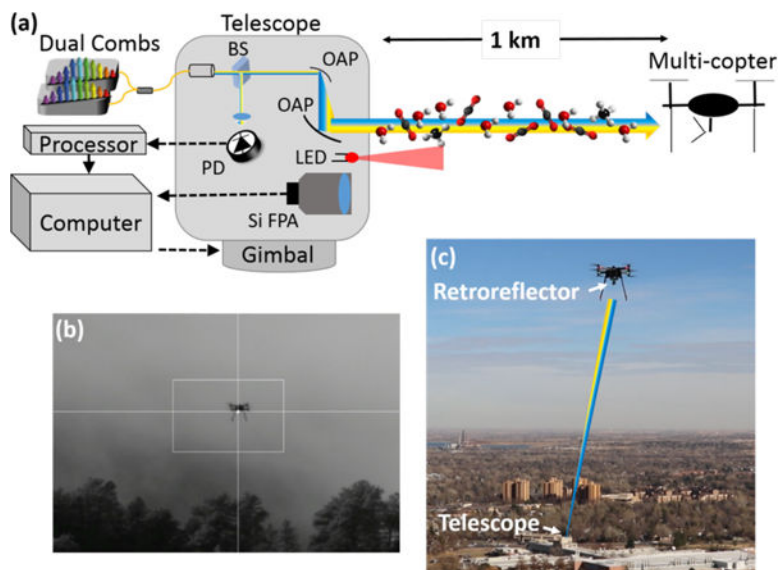 (a)
Telescope
Dual Combs
BS
OAP
1 km
Multi-copter
OAP
Processor
PD
LED
Computer
Si FPA
Gimbal
(b)
(c)
Retroreflector
Telescope